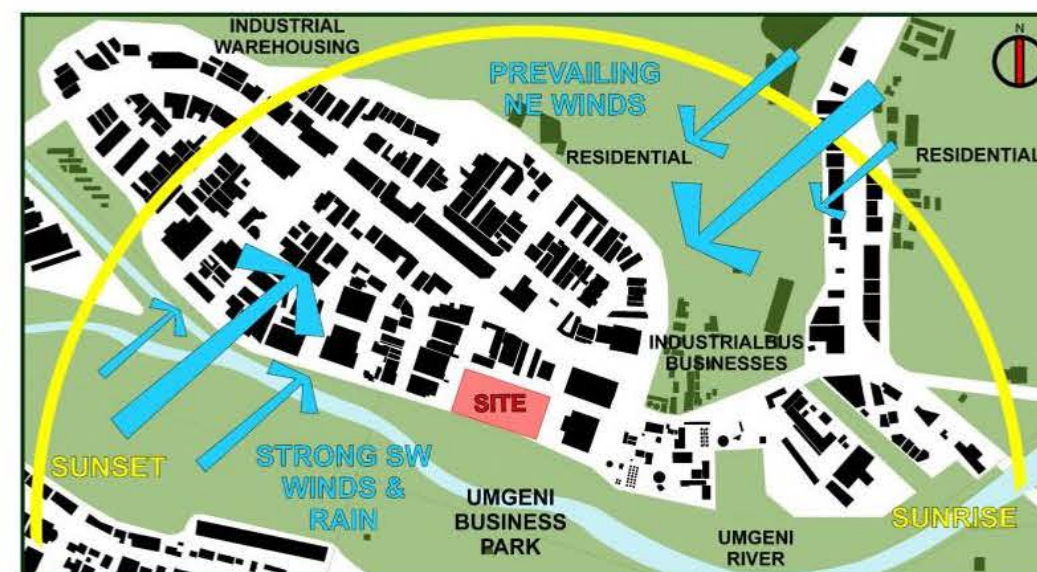 INDUSTRIAL
WAREHOUSING
N
PREVAILING
NE WINDS
RESIDENTIAL
RESIDENTIAL
INDUSTRIALBUS
BUSINESSES
SITE
SUNSET
STRONG SW
WINDS &
RAIN
UMGENI
BUSINESS
PARK
UMGENI
RIVER
SUNRISE